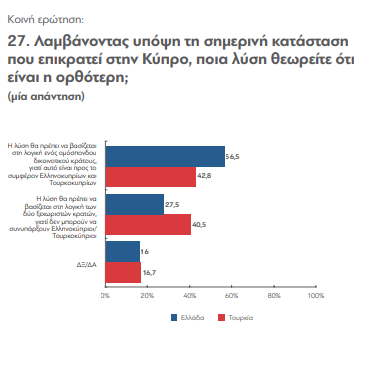 Κοινή ερώτηση:
27. Λαμβάνοντας υπόψη τη σημερινή κατάσταση
που επικρατεί στην Κύπρο, ποια λύση θεωρείτε ότι
είναι η ορθότερη;
(μία απάντηση)
Η λύση θα πρέπει να βασίζεται
στη λογική ενός ομόσπονδου
δικοινοτικού κράτους,
γιατί αυτό είναι προς το
συμφέρον Ελληνοκυπρίων και
Τουρκοκυπρίων
56,5
42,8
Η λύση θα πρέπει να
βασίζεται στη λογική των
δύο ξεχωριστών κρατών,
γιατί δεν μπορούν να
συνυπάρξουν Ελληνοκύπριοι/
Τουρκοκύπριοι
27,5
40,5
ΔΞ/ΔΑ
16
16,7
0% 20% 40% 60% 80% 100%
Ελλάδα Τουρκία